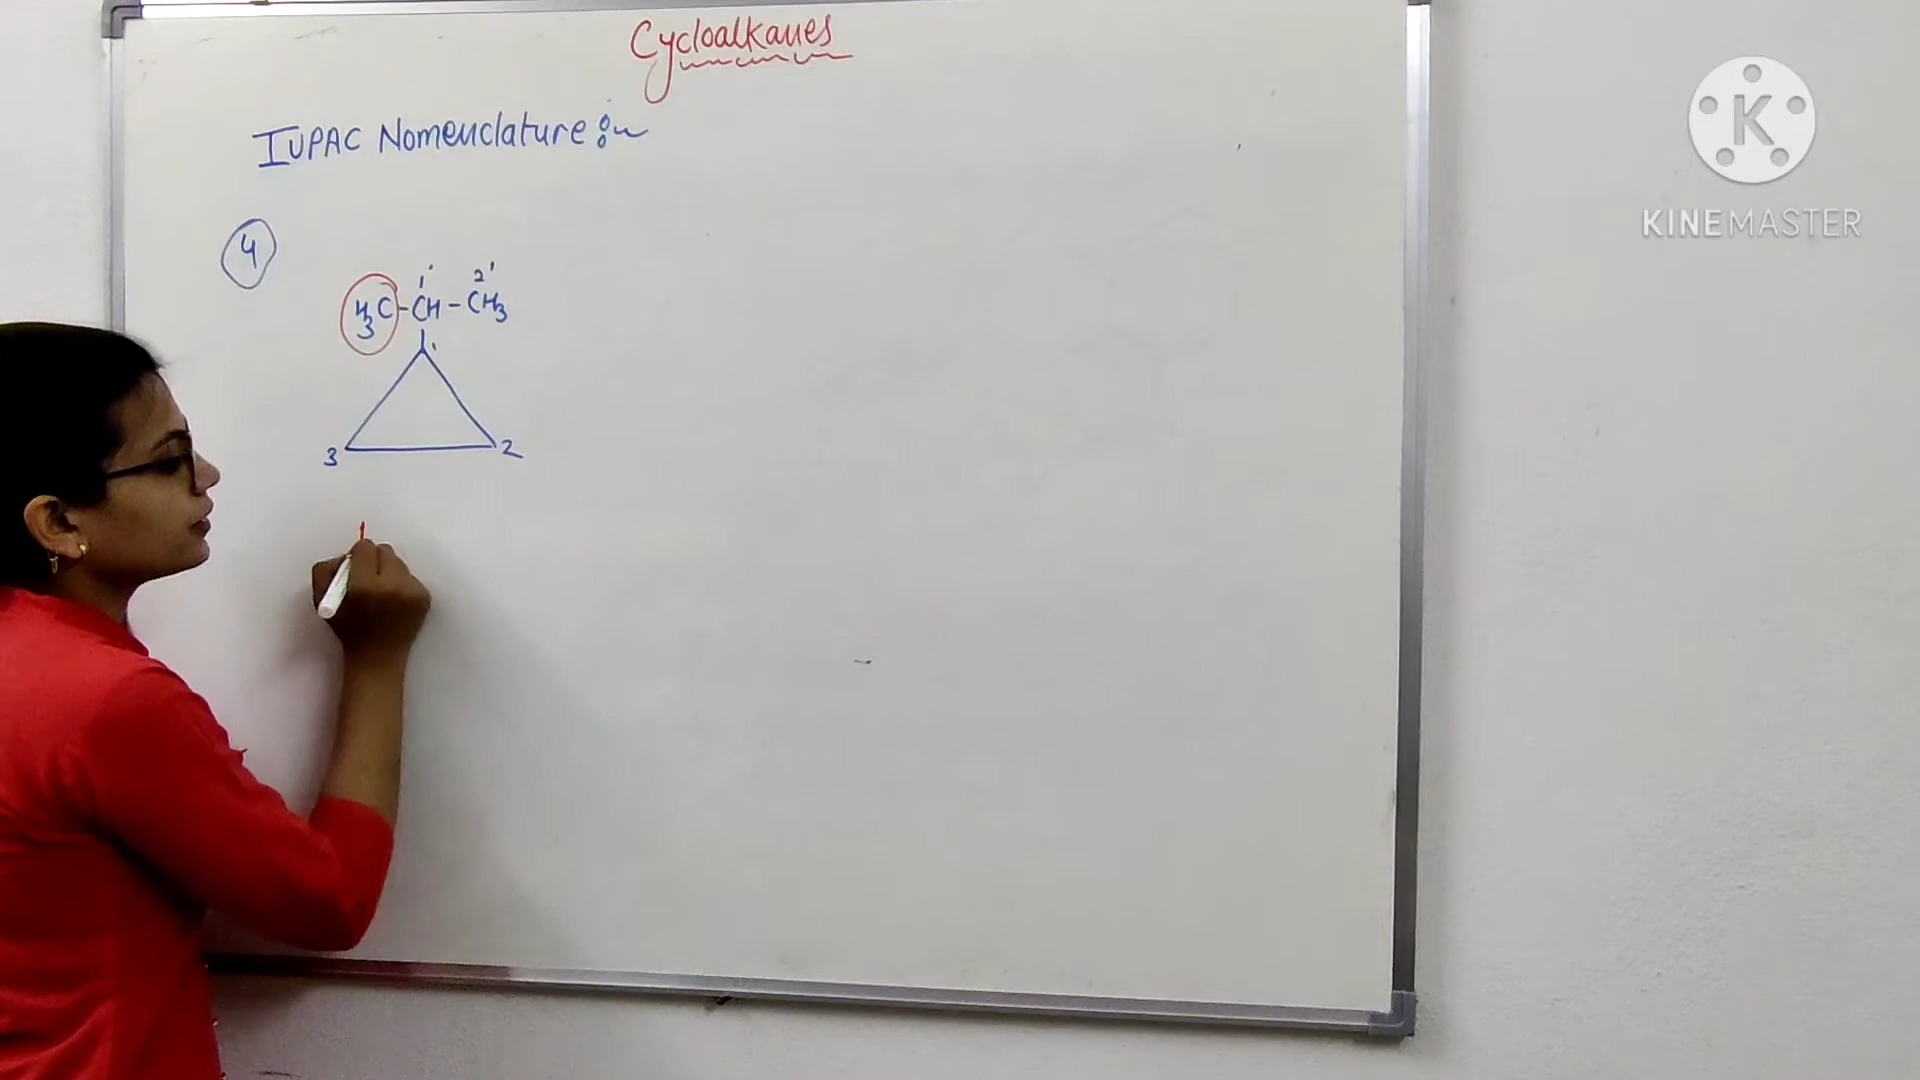 Cycloalkanes
IUPAC Nomenclature :~
4
1' 2'
H3C-CH-CH3
1
3 2
K
KINEMASTER